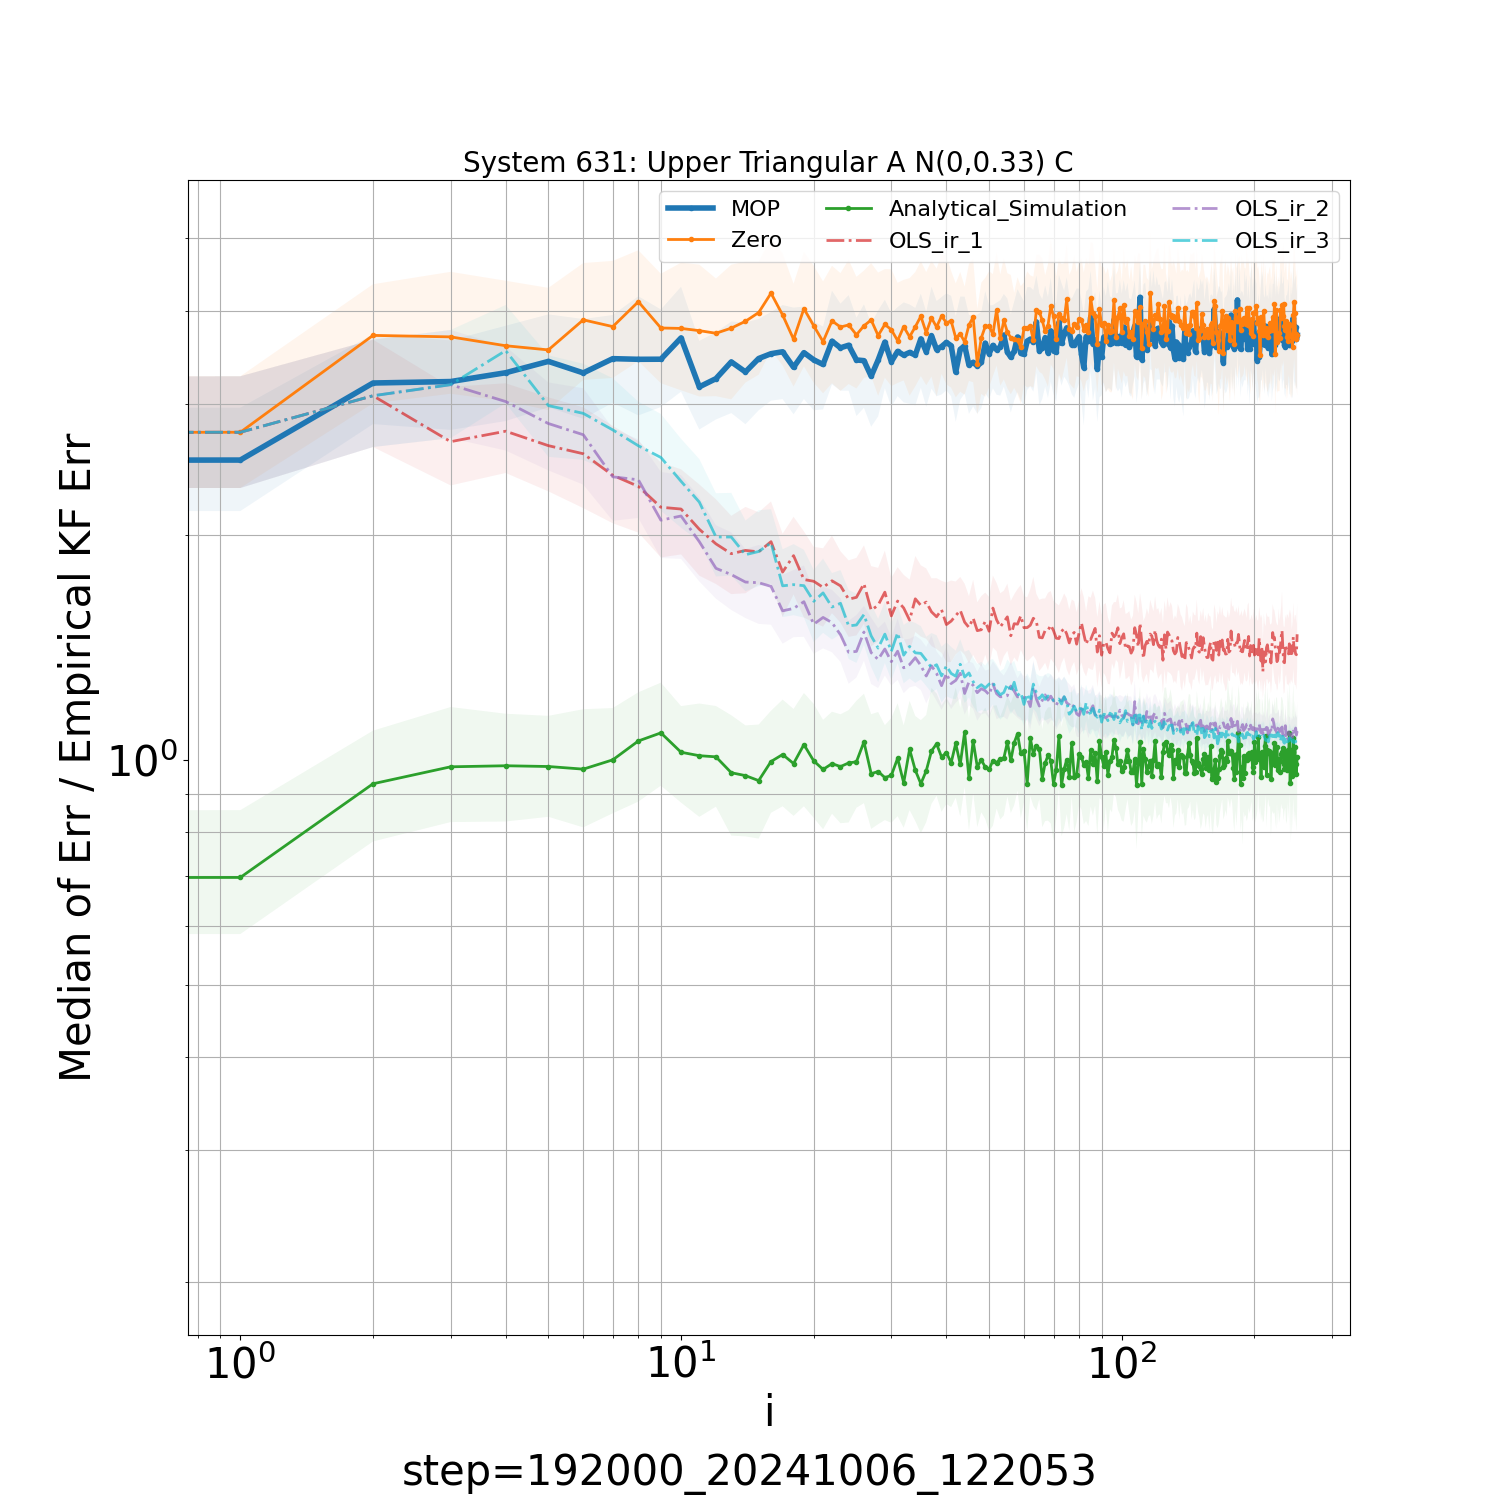 System 631: Upper Triangular A N(0,0.33) C
MOP
Zero
Analytical_Simulation
OLS_ir_1
OLS_ir_2
OLS_ir_3
Median of Err / Empirical KF Err
10⁰
10⁰
10¹
10²
i
step=192000_20241006_122053